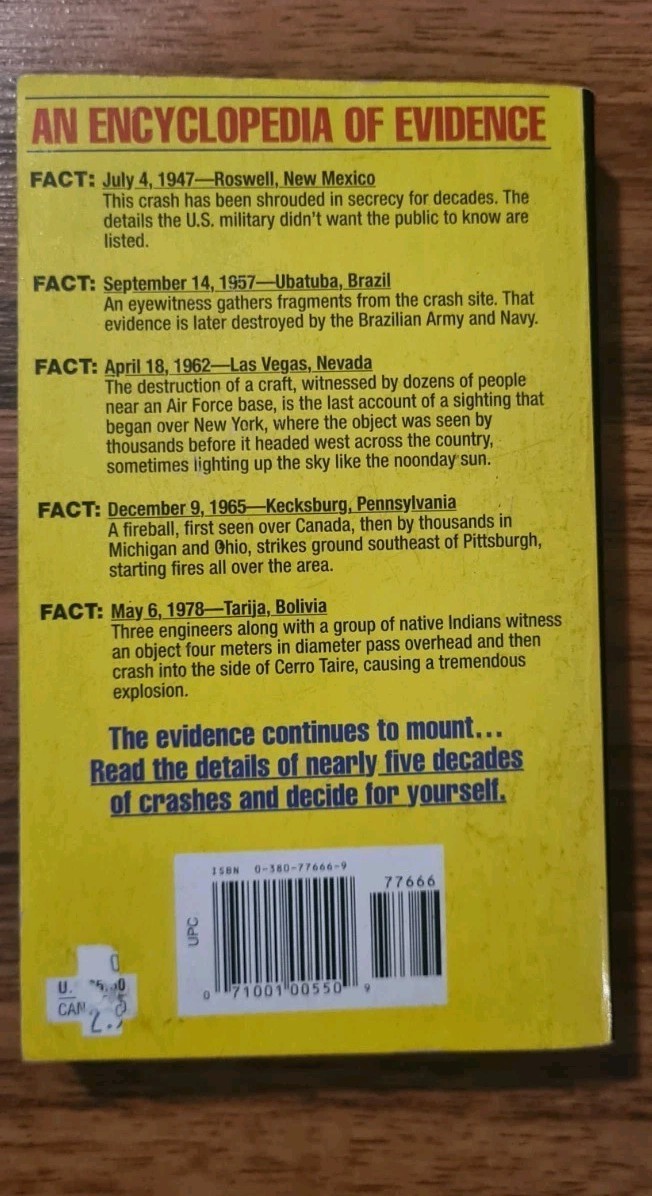 AN ENCYCLOPEDIA OF EVIDENCE
FACT: July 4, 1947—Roswell, New Mexico
This crash has been shrouded in secrecy for decades. The
details the U.S. military didn't want the public to know are
listed.
FACT: September 14, 1957—Ubatuba, Brazil
An eyewitness gathers fragments from the crash site. That
evidence is later destroyed by the Brazilian Army and Navy.
FACT: April 18, 1962—Las Vegas, Nevada
The destruction of a craft, witnessed by dozens of people
near an Air Force base, is the last account of a sighting that
began over New York, where the object was seen by
thousands before it headed west across the country,
sometimes lighting up the sky like the noonday sun.
FACT: December 9, 1965—Kecksburg, Pennsylvania
A fireball, first seen over Canada, then by thousands in
Michigan and Ohio, strikes ground southeast of Pittsburgh,
starting fires all over the area.
FACT: May 6, 1978—Tarija, Bolivia
Three engineers along with a group of native Indians witness
an object four meters in diameter pass overhead and then
crash into the side of Cerro Taire, causing a tremendous
explosion.
The evidence continues to mount...
Read the details of nearly five decades
of crashes and decide for yourself.
ISBN 0-380-77666-9
77666
UPC
0 71001 00550 9
U.
CAN